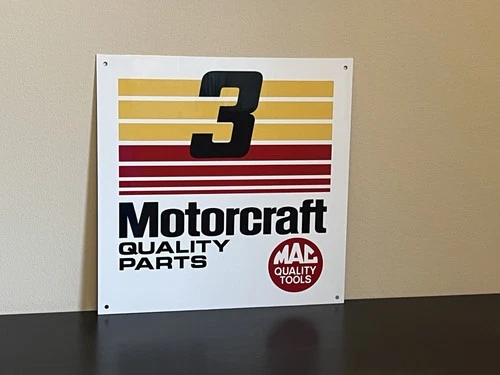 3
Motorcraft
QUALITY
PARTS
MAC
QUALITY
TOOLS